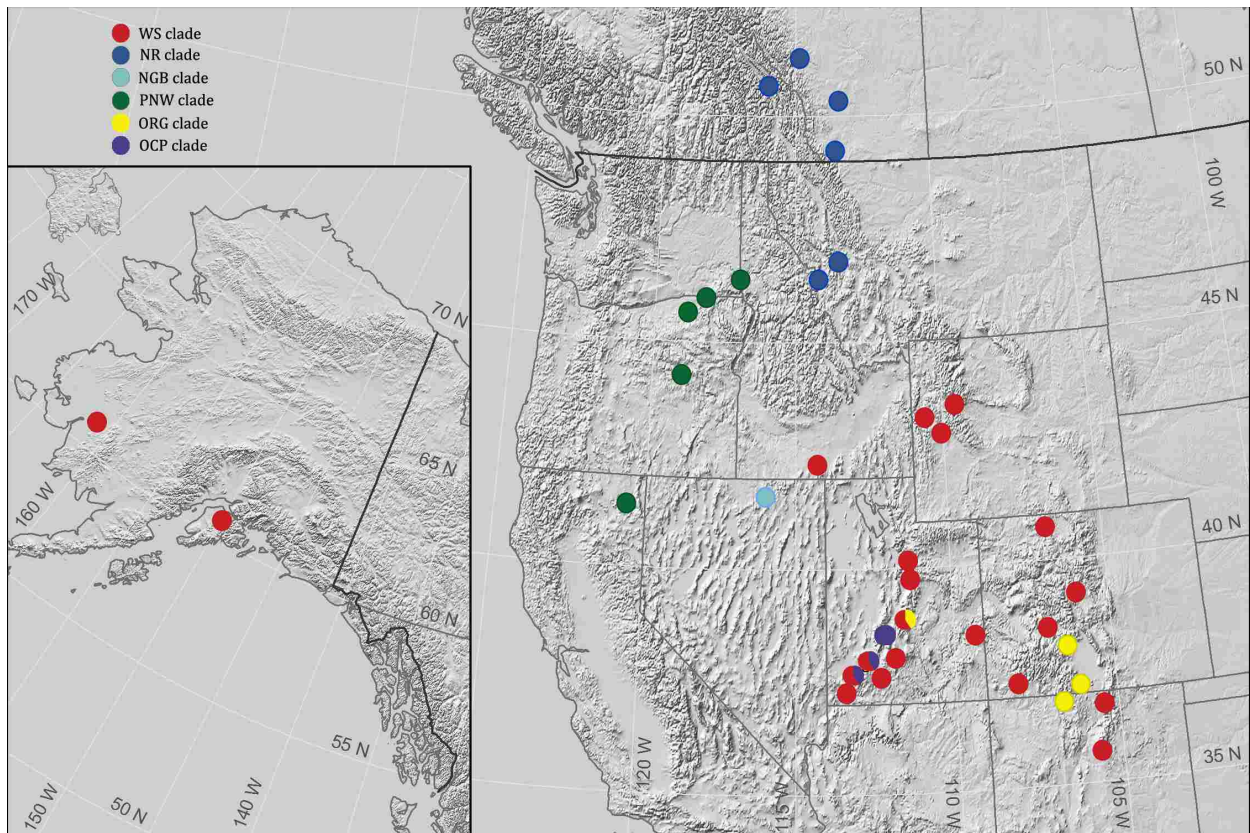 WS clade
NR clade
NGB clade
PNW clade
ORG clade
OCP clade
50 N
100 W
45 N
40 N
35 N
105 W
110 W
115 W
120 W
170 W
70 N
65 N
160 W
60 N
55 N
150 W
50 N
140 W